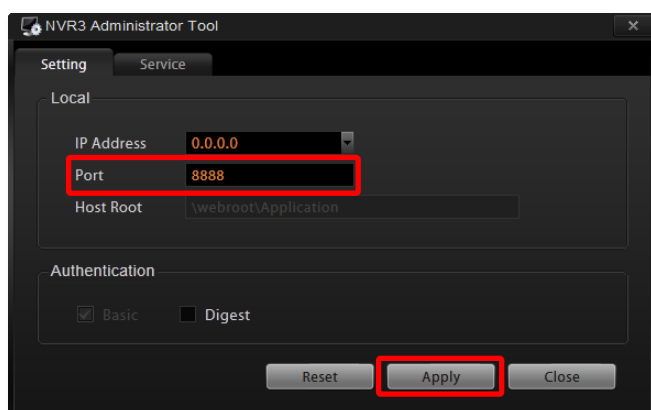 NVR3 Administrator Tool
Setting Service
Local
IP Address 0.0.0.0
Port 8888
Host Root \webroot\Application
Authentication
Basic Digest
Reset Apply Close